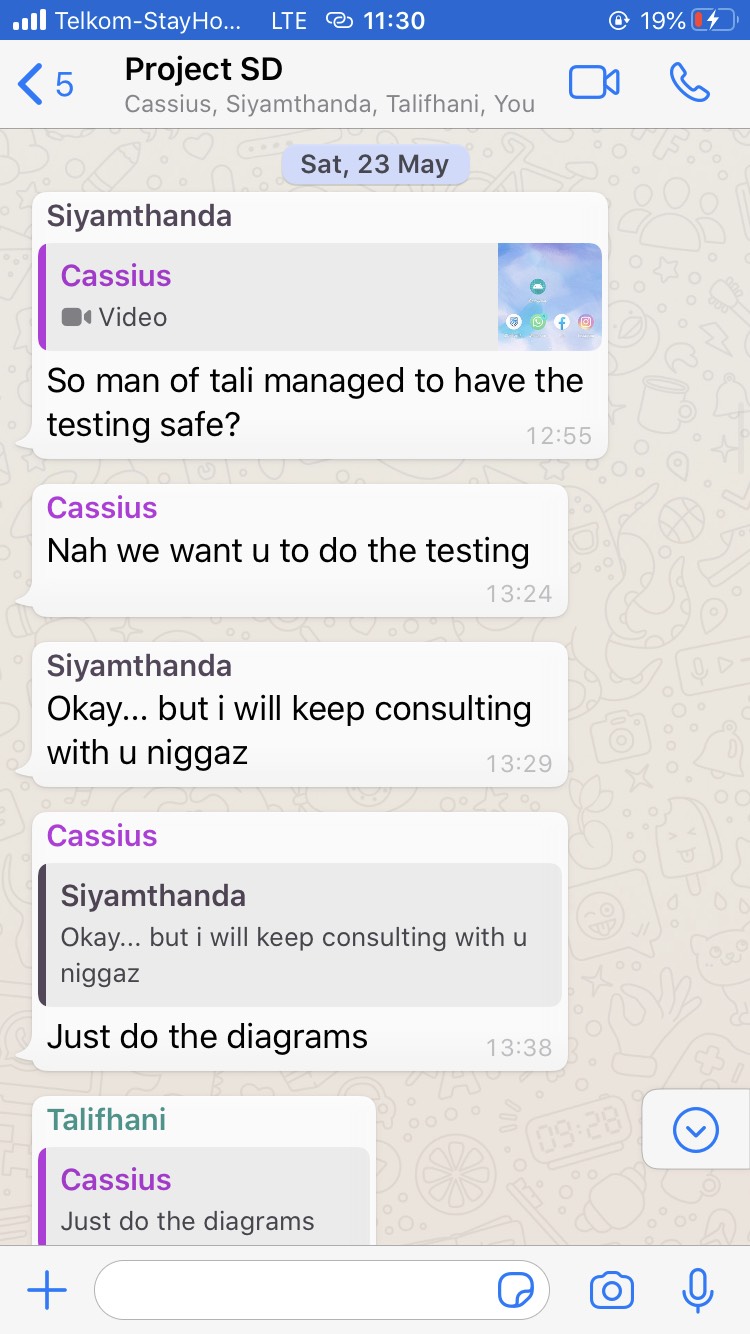 Telkom-StayHo... LTE 11:30 19%
5 Project SD
Cassius, Siyamthanda, Talifhani, You
Sat, 23 May
Siyamthanda
Cassius
Video
So man of tali managed to have the
testing safe?
12:55
Cassius
Nah we want u to do the testing
13:24
Siyamthanda
Okay... but i will keep consulting
with u niggaz
13:29
Cassius
Siyamthanda
Okay... but i will keep consulting with u
niggaz
Just do the diagrams
13:38
Talifhani
Cassius
Just do the diagrams